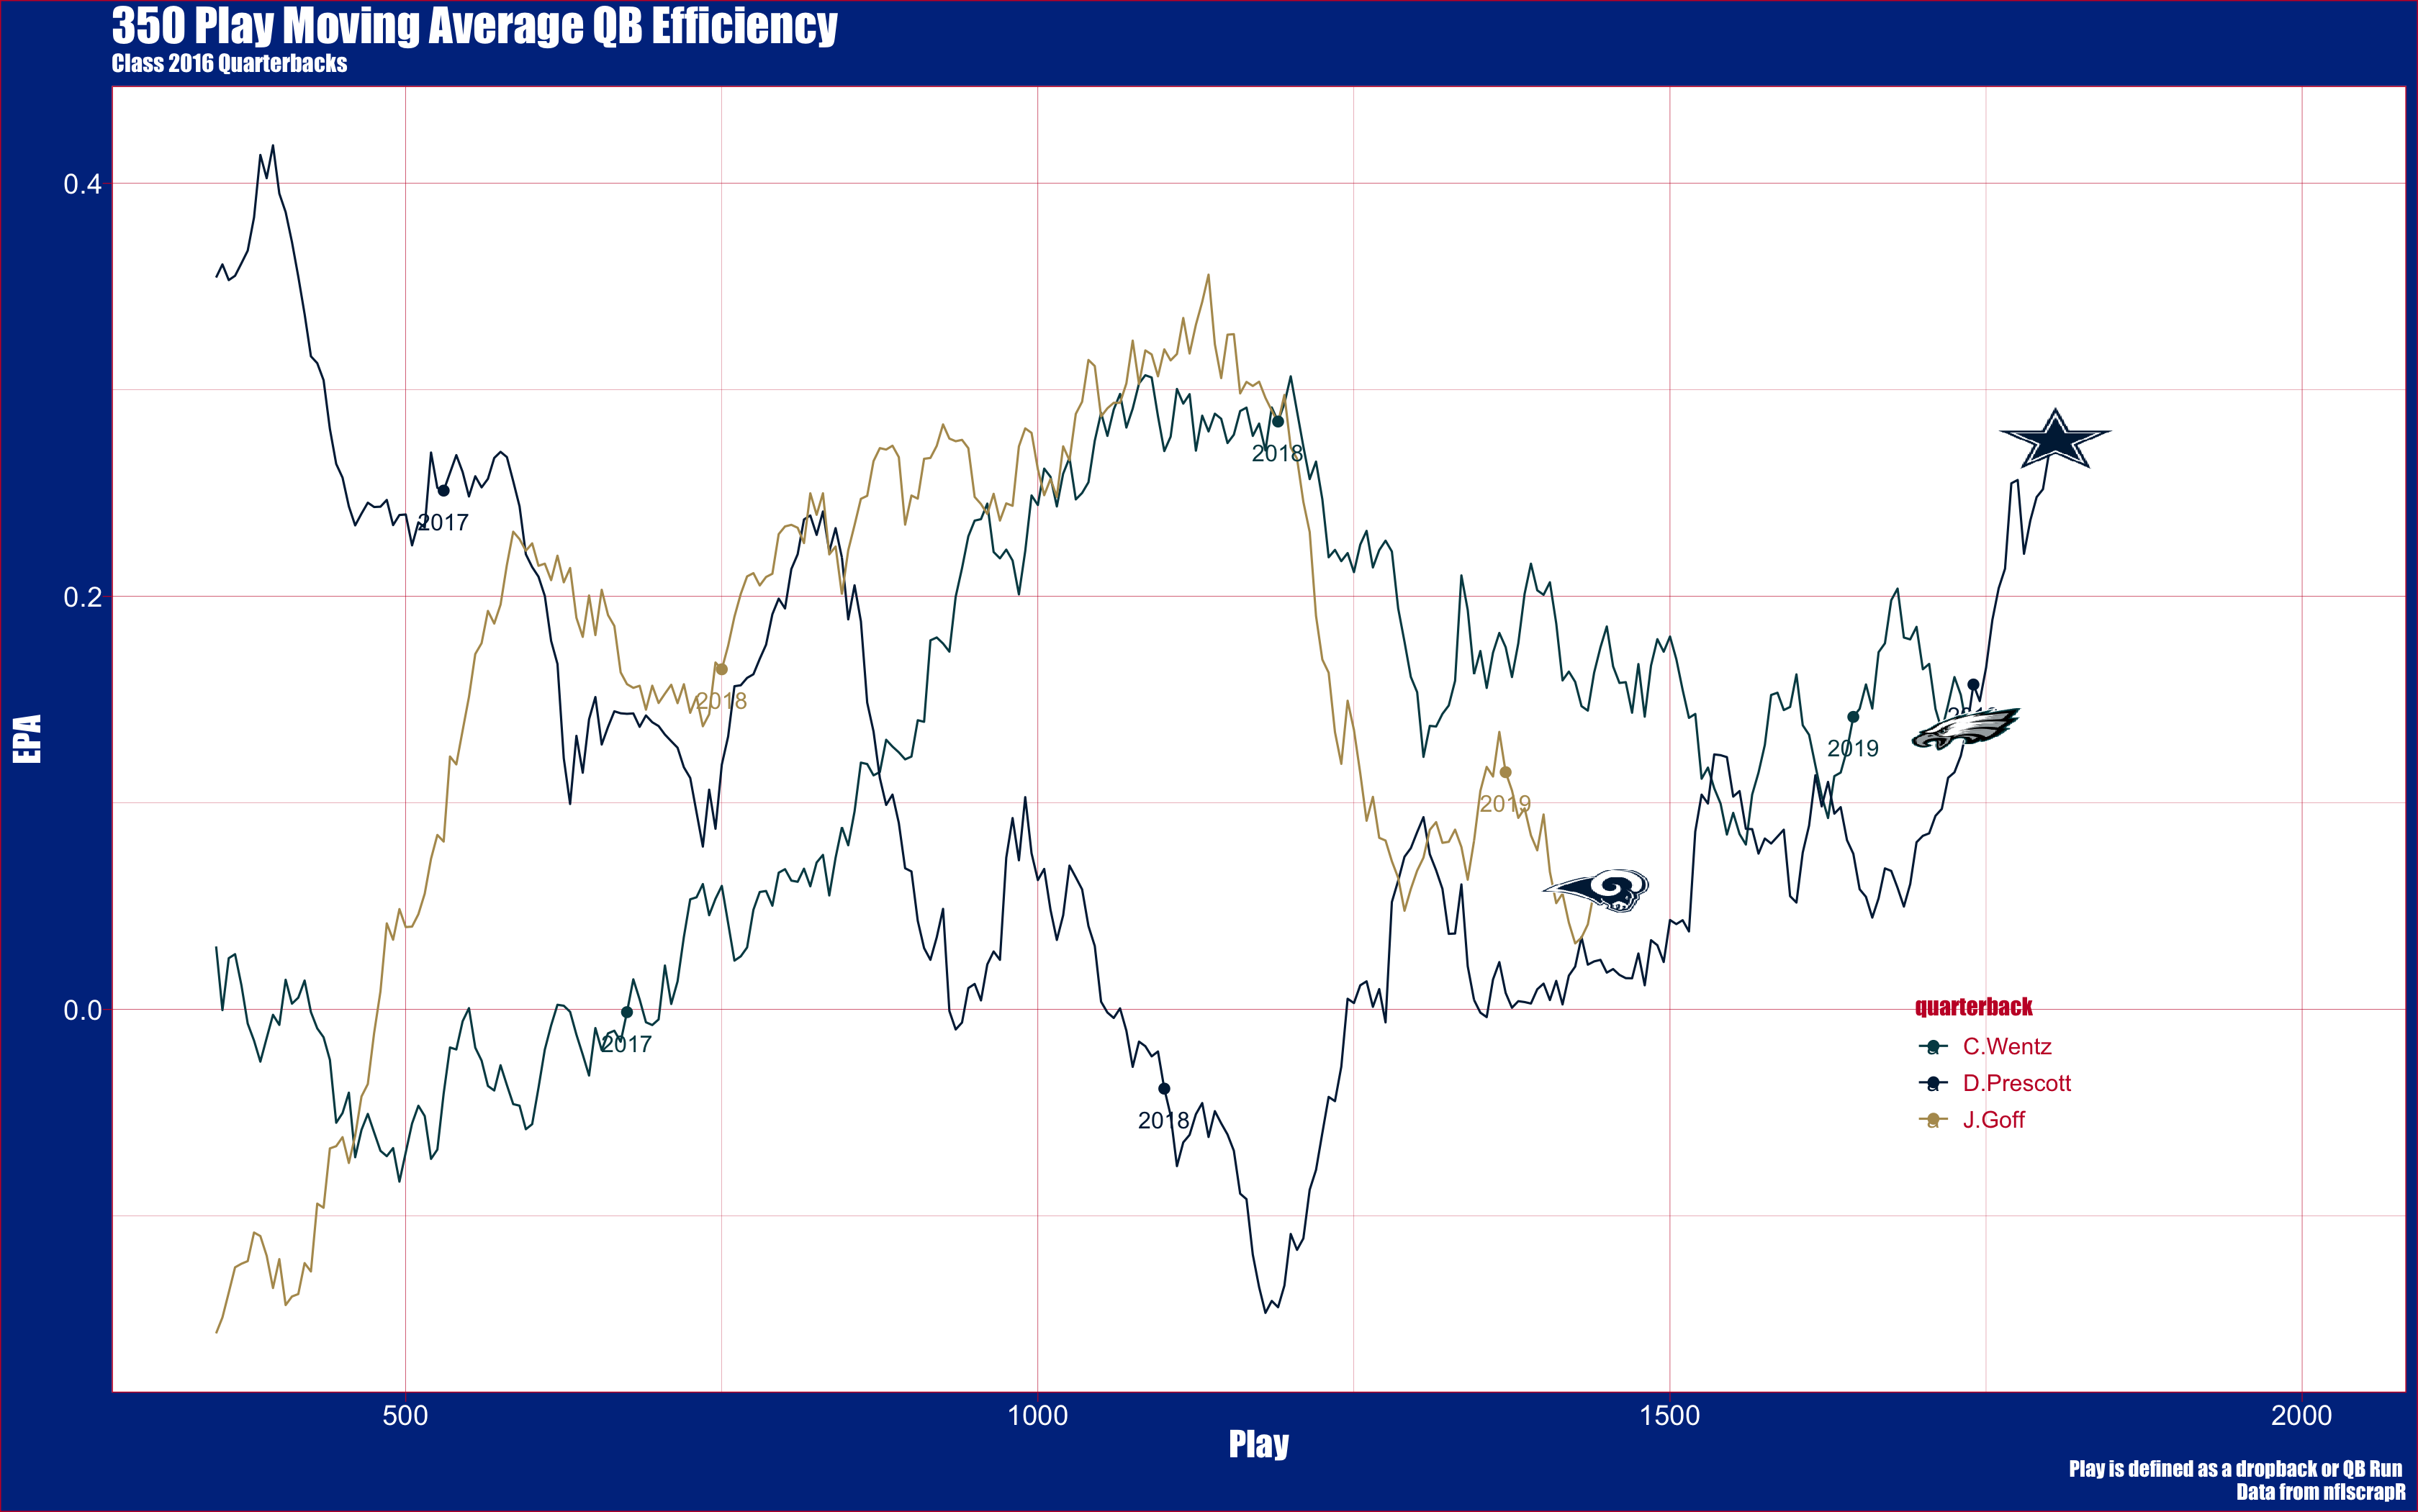 350 Play Moving Average QB Efficiency
Class 2016 Quarterbacks
0.4
0.2
0.0
EPA
2017
2018
2018
2017
2018
2019
2019
quarterback
a C.Wentz
a D.Prescott
a J.Goff
500
1000
1500
2000
Play
Play is defined as a dropback or QB Run
Data from nflscrapR